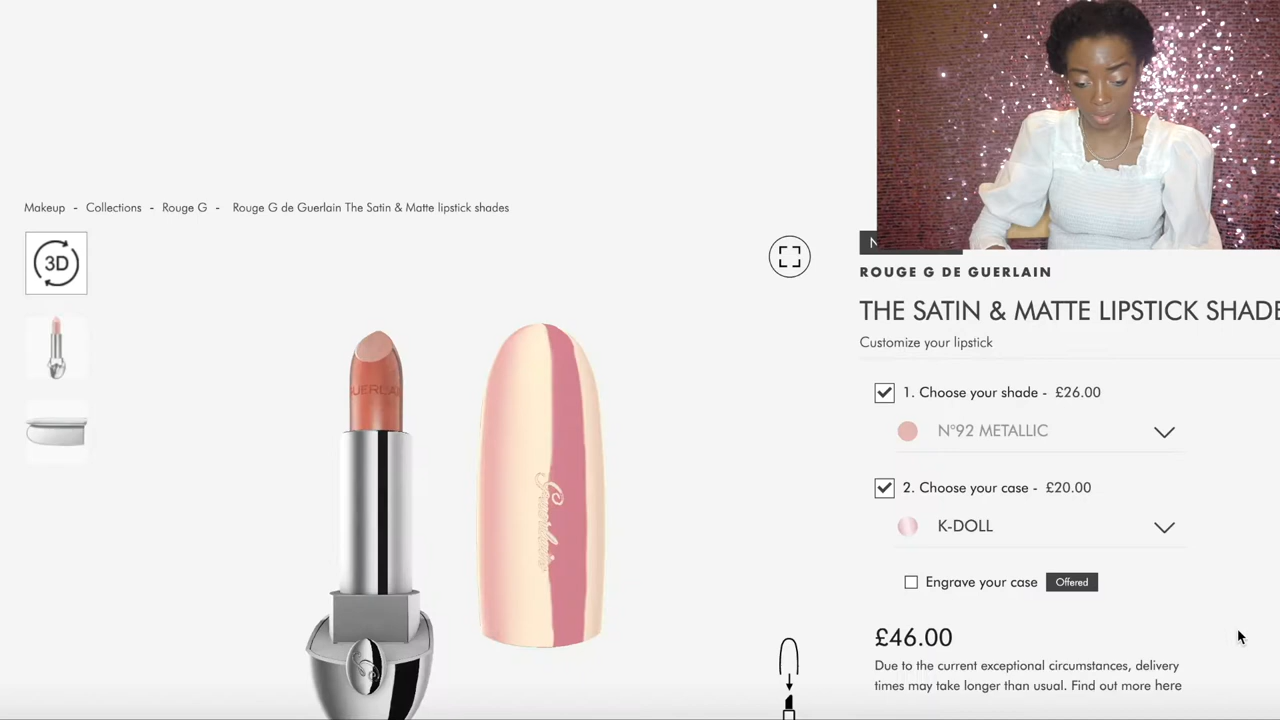 Makeup - Collections - Rouge G - Rouge G de Guerlain The Satin & Matte lipstick shades
3D
GUERLAIN
Guerlain
N
ROUGE G DE GUERLAIN
THE SATIN & MATTE LIPSTICK SHADE
Customize your lipstick
1. Choose your shade - £26.00
N°92 METALLIC
2. Choose your case - £20.00
K-DOLL
Engrave your case Offered
£46.00
Due to the current exceptional circumstances, delivery
times may take longer than usual. Find out more here